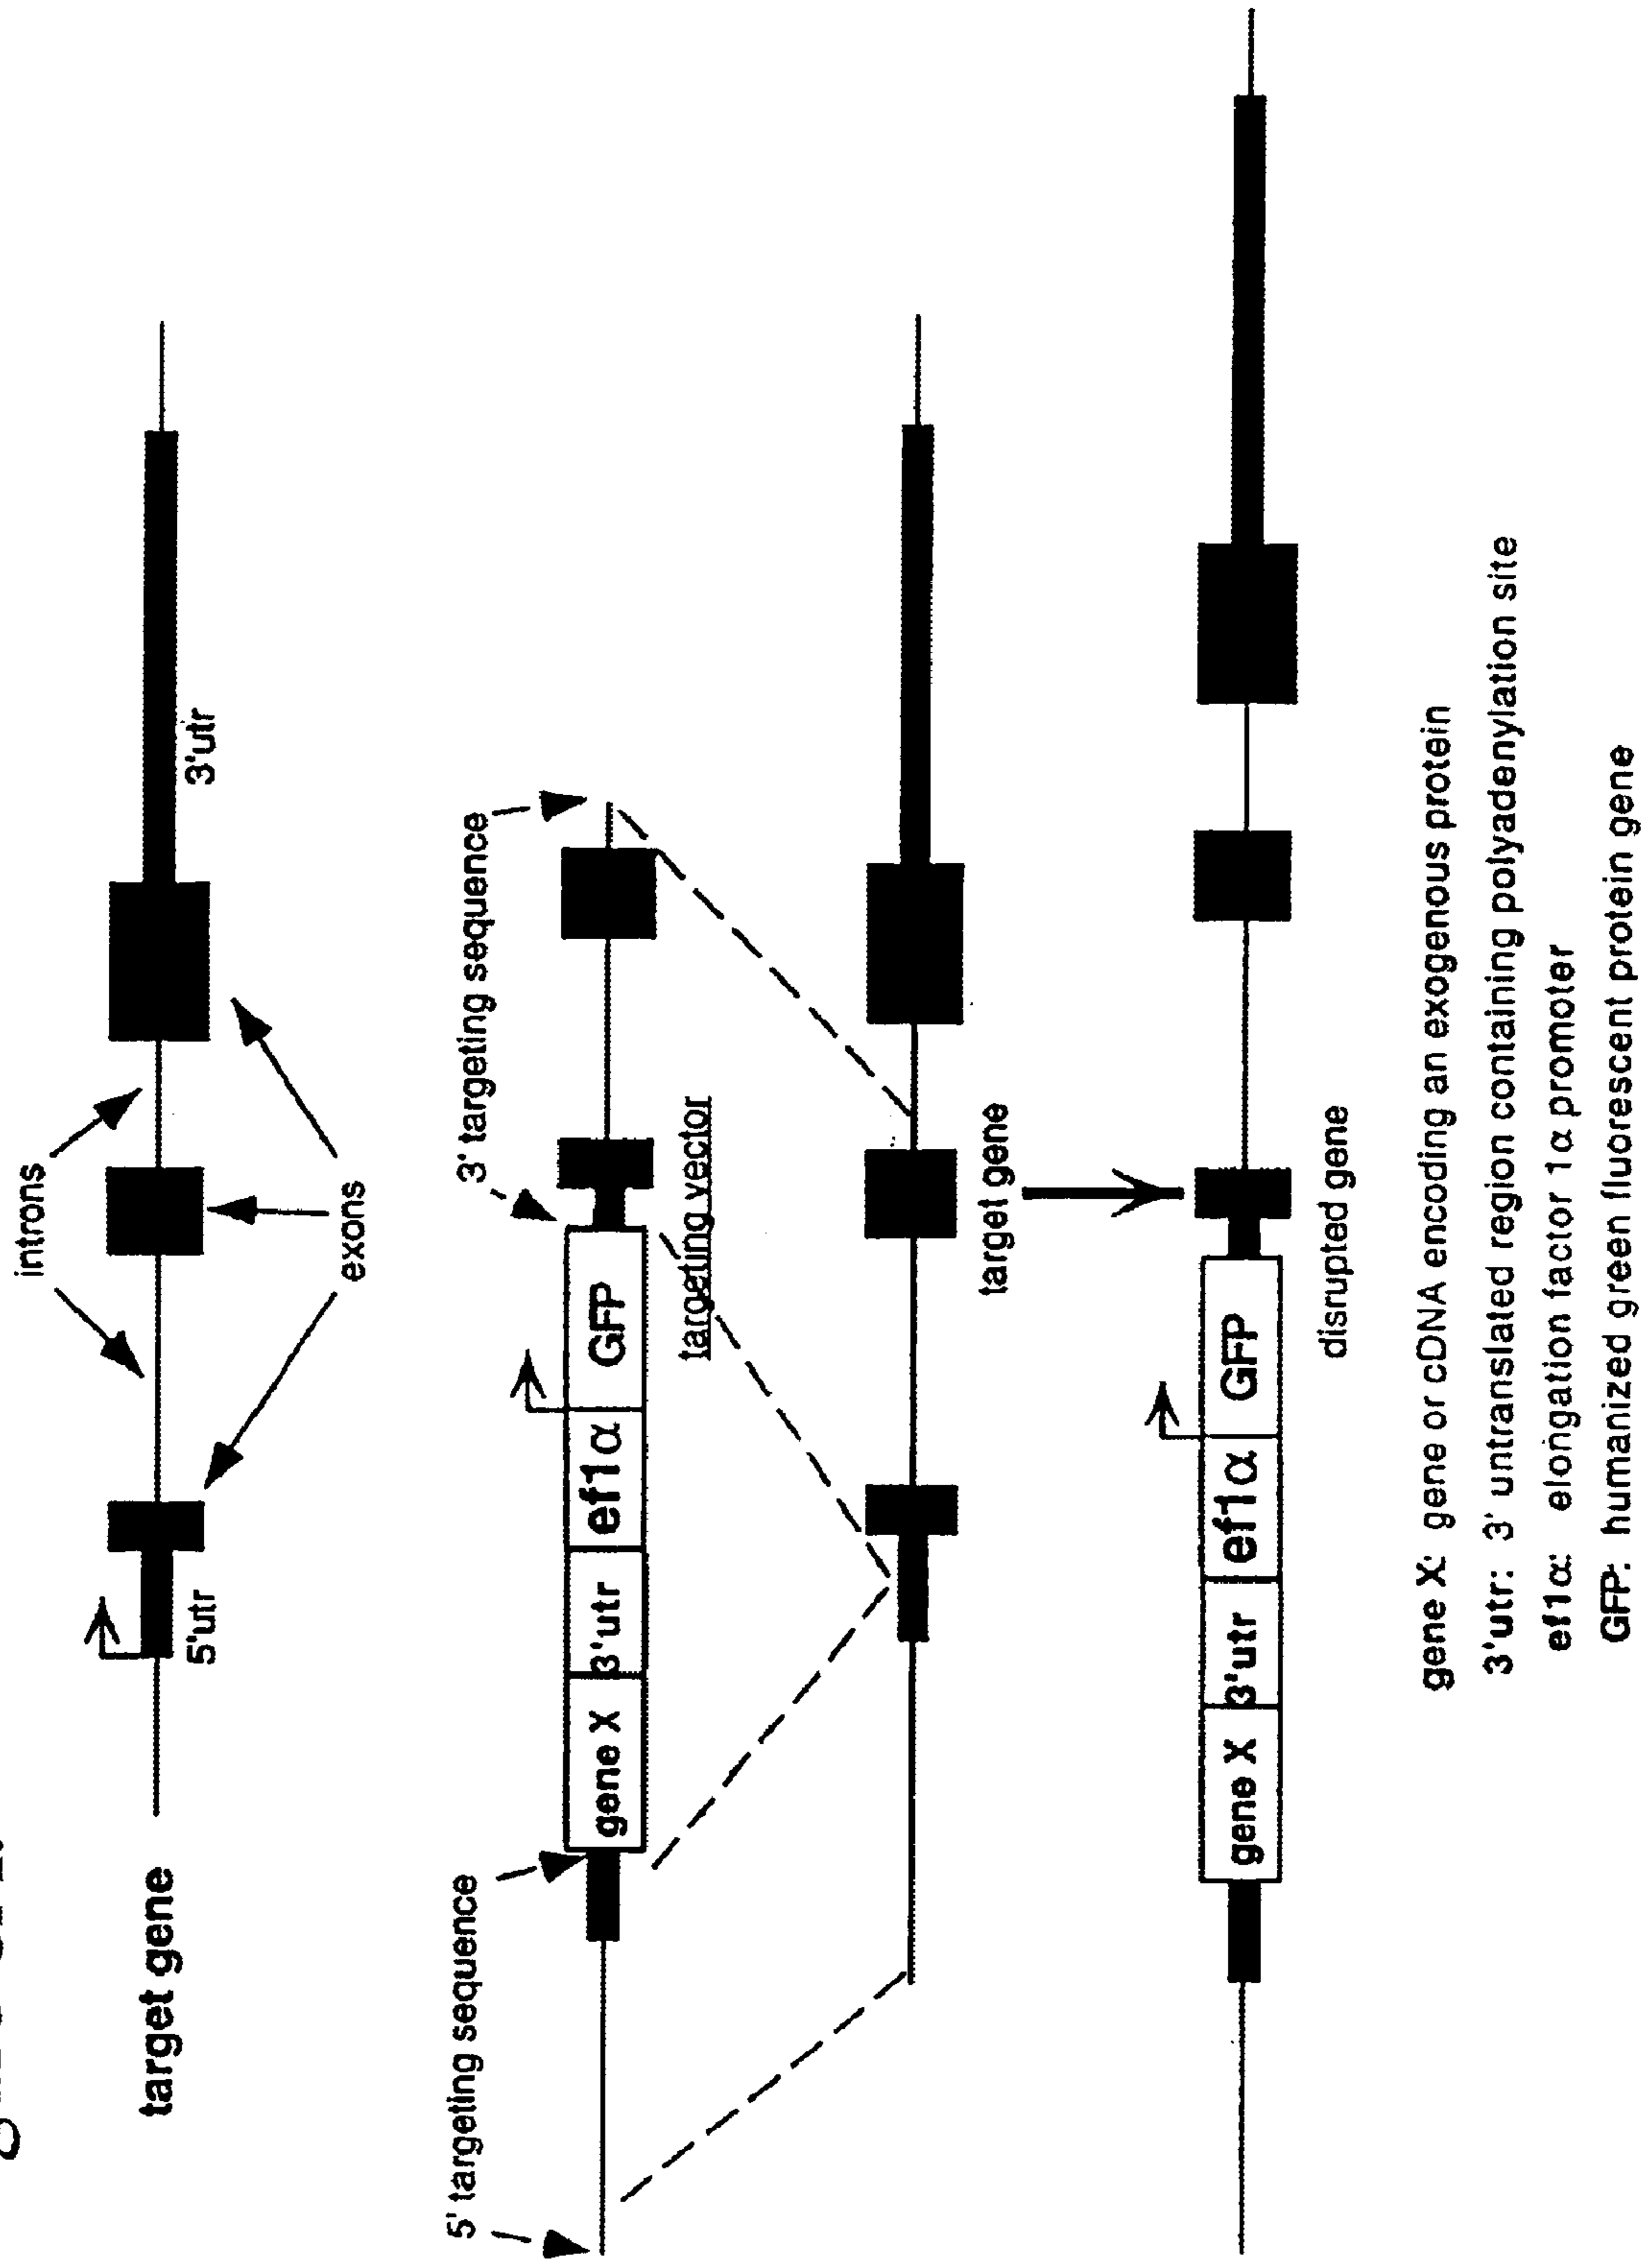 target gene
introns
5'utr
3'utr
exons
5' targeting sequence
3' targeting sequence
gene X 3'utr ef1α GFP
targeting vector
target gene
gene X 3'utr ef1α GFP
disrupted gene
gene X: gene or cDNA encoding an exogenous protein
3'utr: 3' untranslated region containing polyadenylation site
ef1α: elongation factor 1α promoter
GFP: humanized green fluorescent protein gene